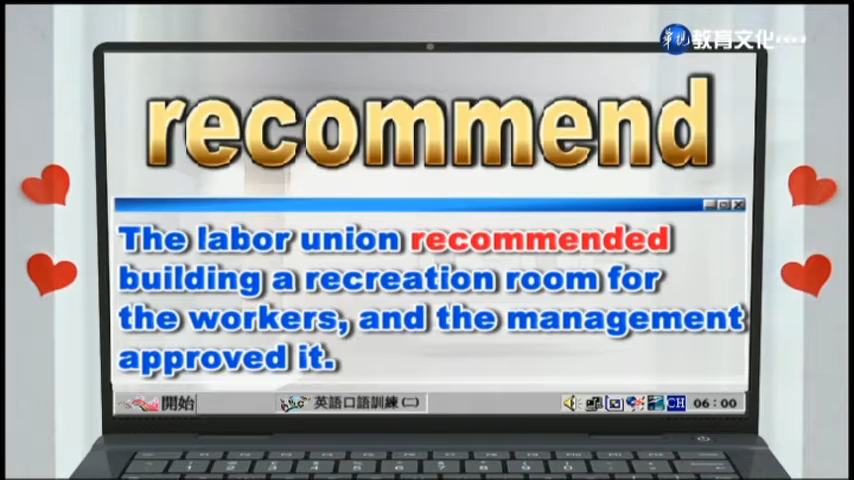 華視教育文化
recommend
The labor union recommended
building a recreation room for
the workers, and the management
approved it.
開始
英語口語訓練(二)
CH
06:00